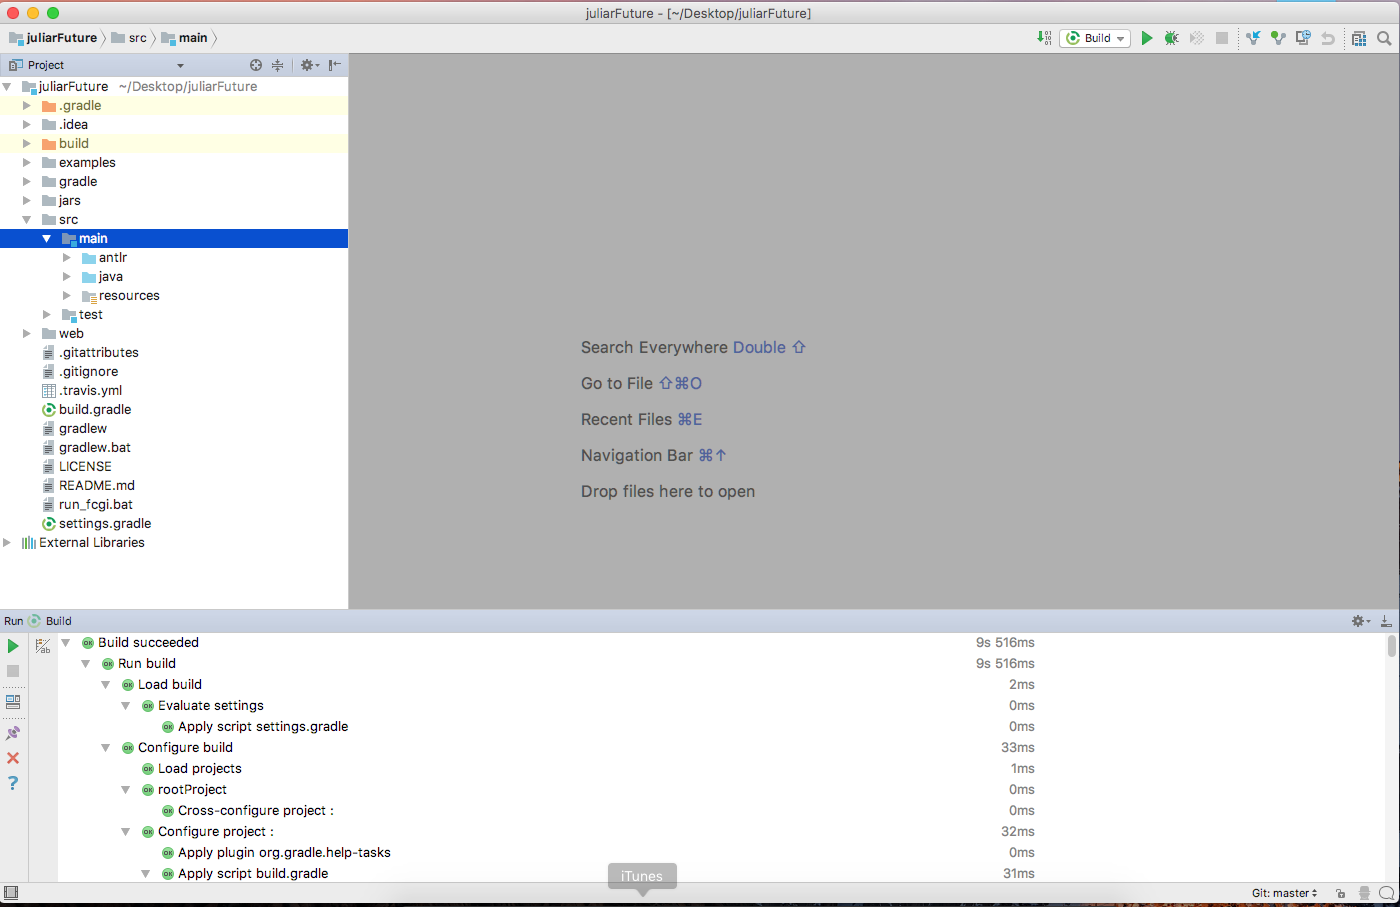 juliarFuture - [~/Desktop/juliarFuture]
juliarFuture src main
Build
Project
juliarFuture ~/Desktop/juliarFuture
.gradle
.idea
build
examples
gradle
jars
src
main
antlr
java
resources
test
web
.gitattributes
.gitignore
.travis.yml
build.gradle
gradlew
gradlew.bat
LICENSE
README.md
run_fcgi.bat
settings.gradle
External Libraries
Search Everywhere Double ⇧
Go to File ⇧⌘O
Recent Files ⌘E
Navigation Bar ⌘↑
Drop files here to open
Run Build
Build succeeded 9s 516ms
Run build 9s 516ms
Load build 2ms
Evaluate settings 0ms
Apply script settings.gradle 0ms
Configure build 33ms
Load projects 1ms
rootProject 0ms
Cross-configure project : 0ms
Configure project : 32ms
Apply plugin org.gradle.help-tasks 0ms
Apply script build.gradle 31ms
iTunes
Git: master